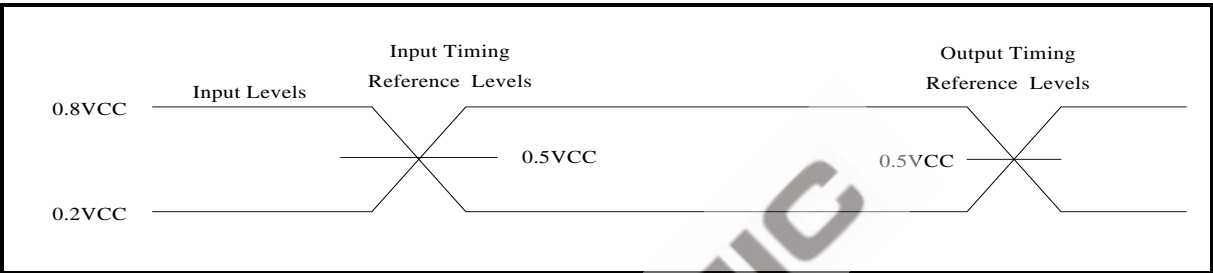 Input Timing
Reference Levels
Output Timing
Reference Levels
Input Levels
0.8VCC
0.5VCC
0.5VCC
0.2VCC